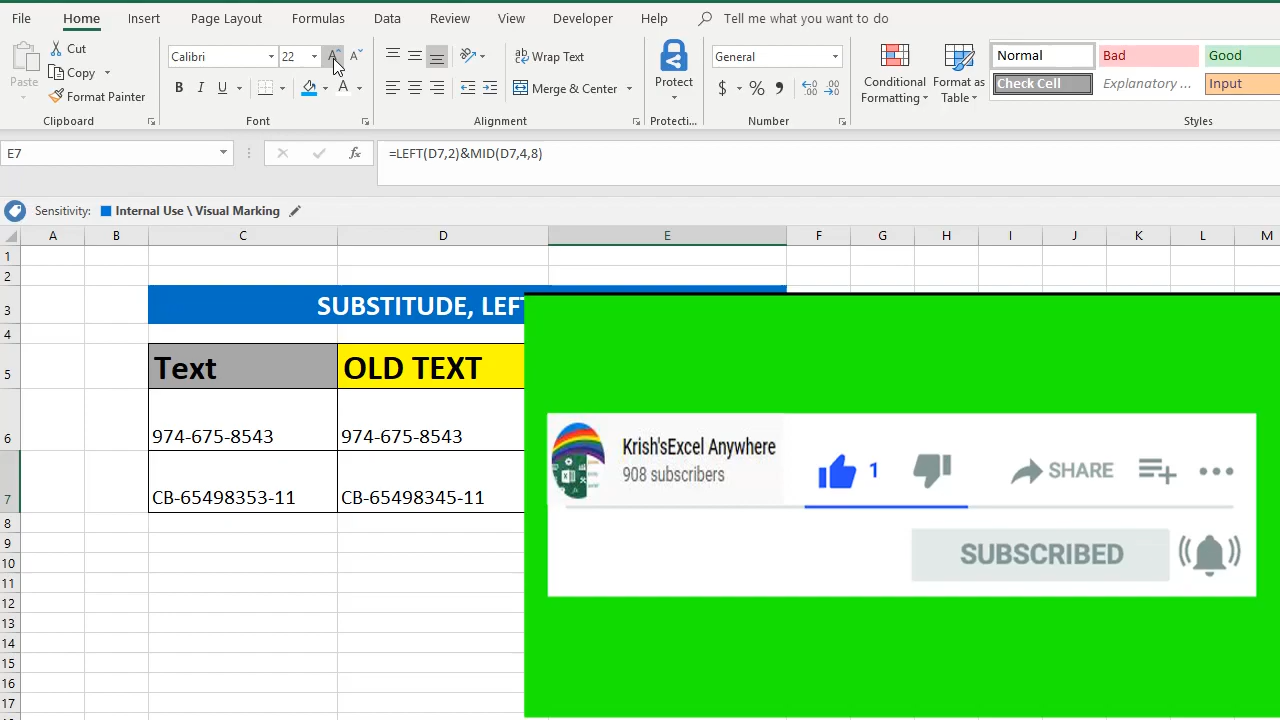 File Home Insert Page Layout Formulas Data Review View Developer Help Tell me what you want to do
Paste Cut Copy Format Painter Clipboard
Calibri 22 A A B I U A Font
Wrap Text Merge & Center Alignment
Protect Protecti...
General $ % Number
Conditional Formatting Format as Table Normal Bad Good Check Cell Explanatory ... Input Styles
E7 fx =LEFT(D7,2)&MID(D7,4,8)
Sensitivity: Internal Use \ Visual Marking
A B C D E F G H I J K L M
1
2
3 SUBSTITUDE, LEF
4
5 Text OLD TEXT
6 974-675-8543 974-675-8543
7 CB-65498353-11 CB-65498345-11
8
9
10
11
12
13
14
15
16
17
Krish'sExcel Anywhere
908 subscribers
1 SHARE
SUBSCRIBED